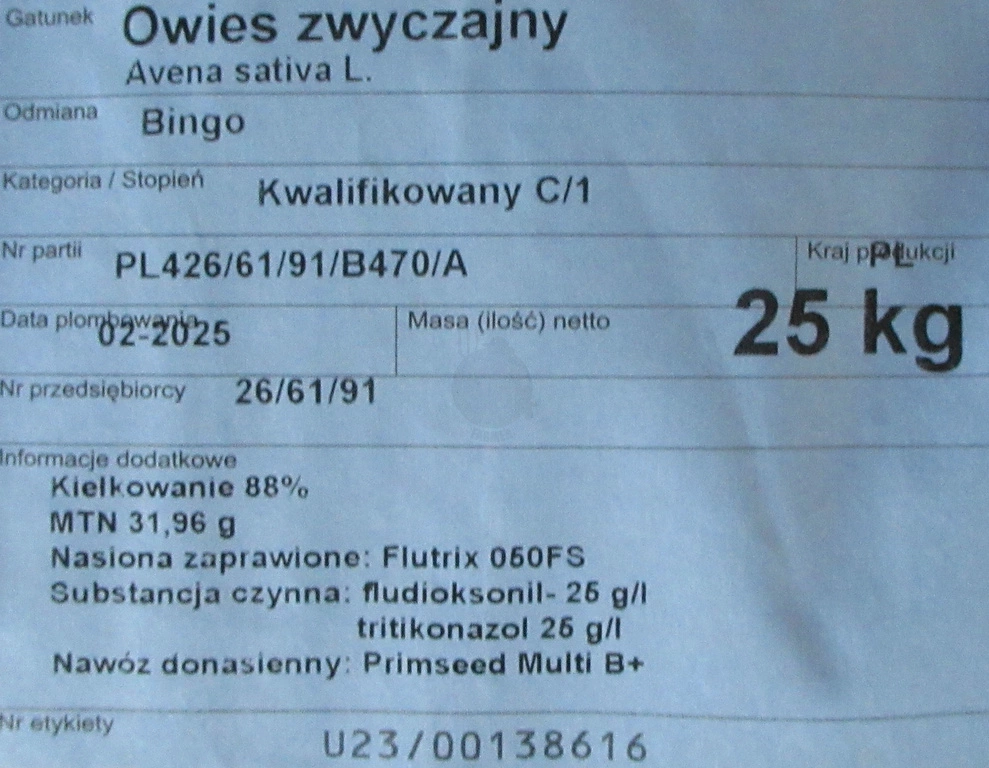 Gatunek Owies zwyczajny
Avena sativa L.
Odmiana Bingo
Kategoria / Stopień Kwalifikowany C/1
Nr partii PL426/61/91/B470/A Kraj produkcji PL
Data plombowania 02-2025 Masa (ilość) netto 25 kg
Nr przedsiębiorcy 26/61/91
Informacje dodatkowe
Kiełkowanie 88%
MTN 31,96 g
Nasiona zaprawione: Flutrix 050FS
Substancja czynna: fludioksonil- 25 g/l
tritikonazol 25 g/l
Nawóz donasienny: Primseed Multi B+
Nr etykiety U23/00138616